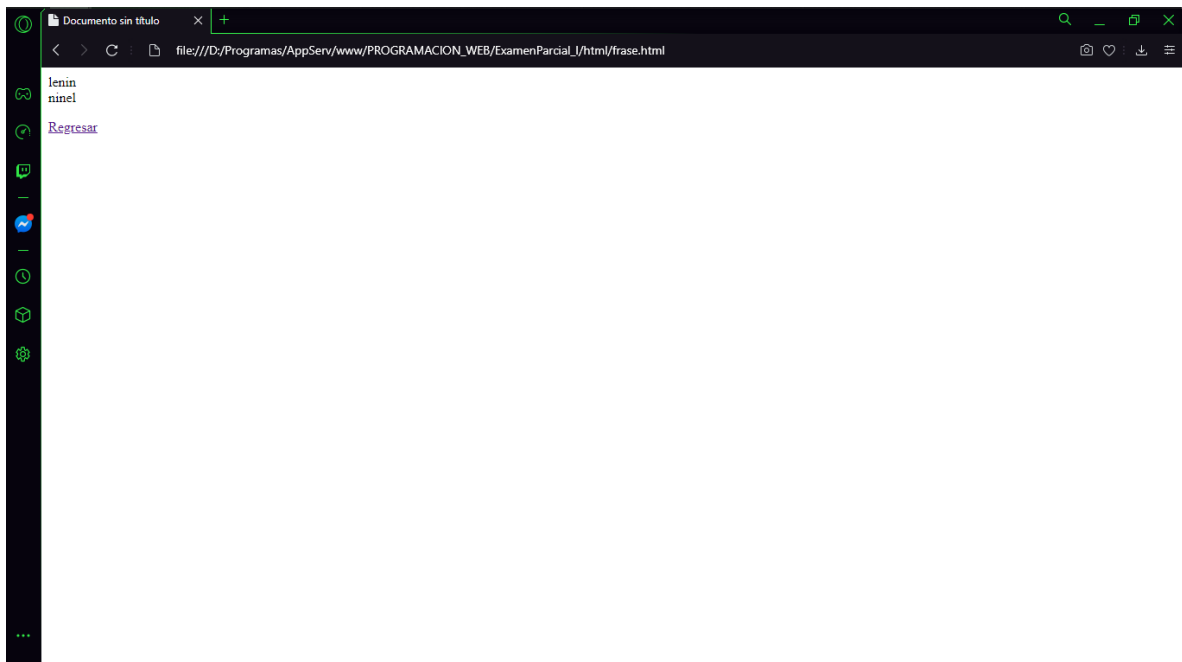 Documento sin título
file:///D:/Programas/AppServ/www/PROGRAMACION_WEB/ExamenParcial_I/html/frase.html
lenin
ninel
Regresar